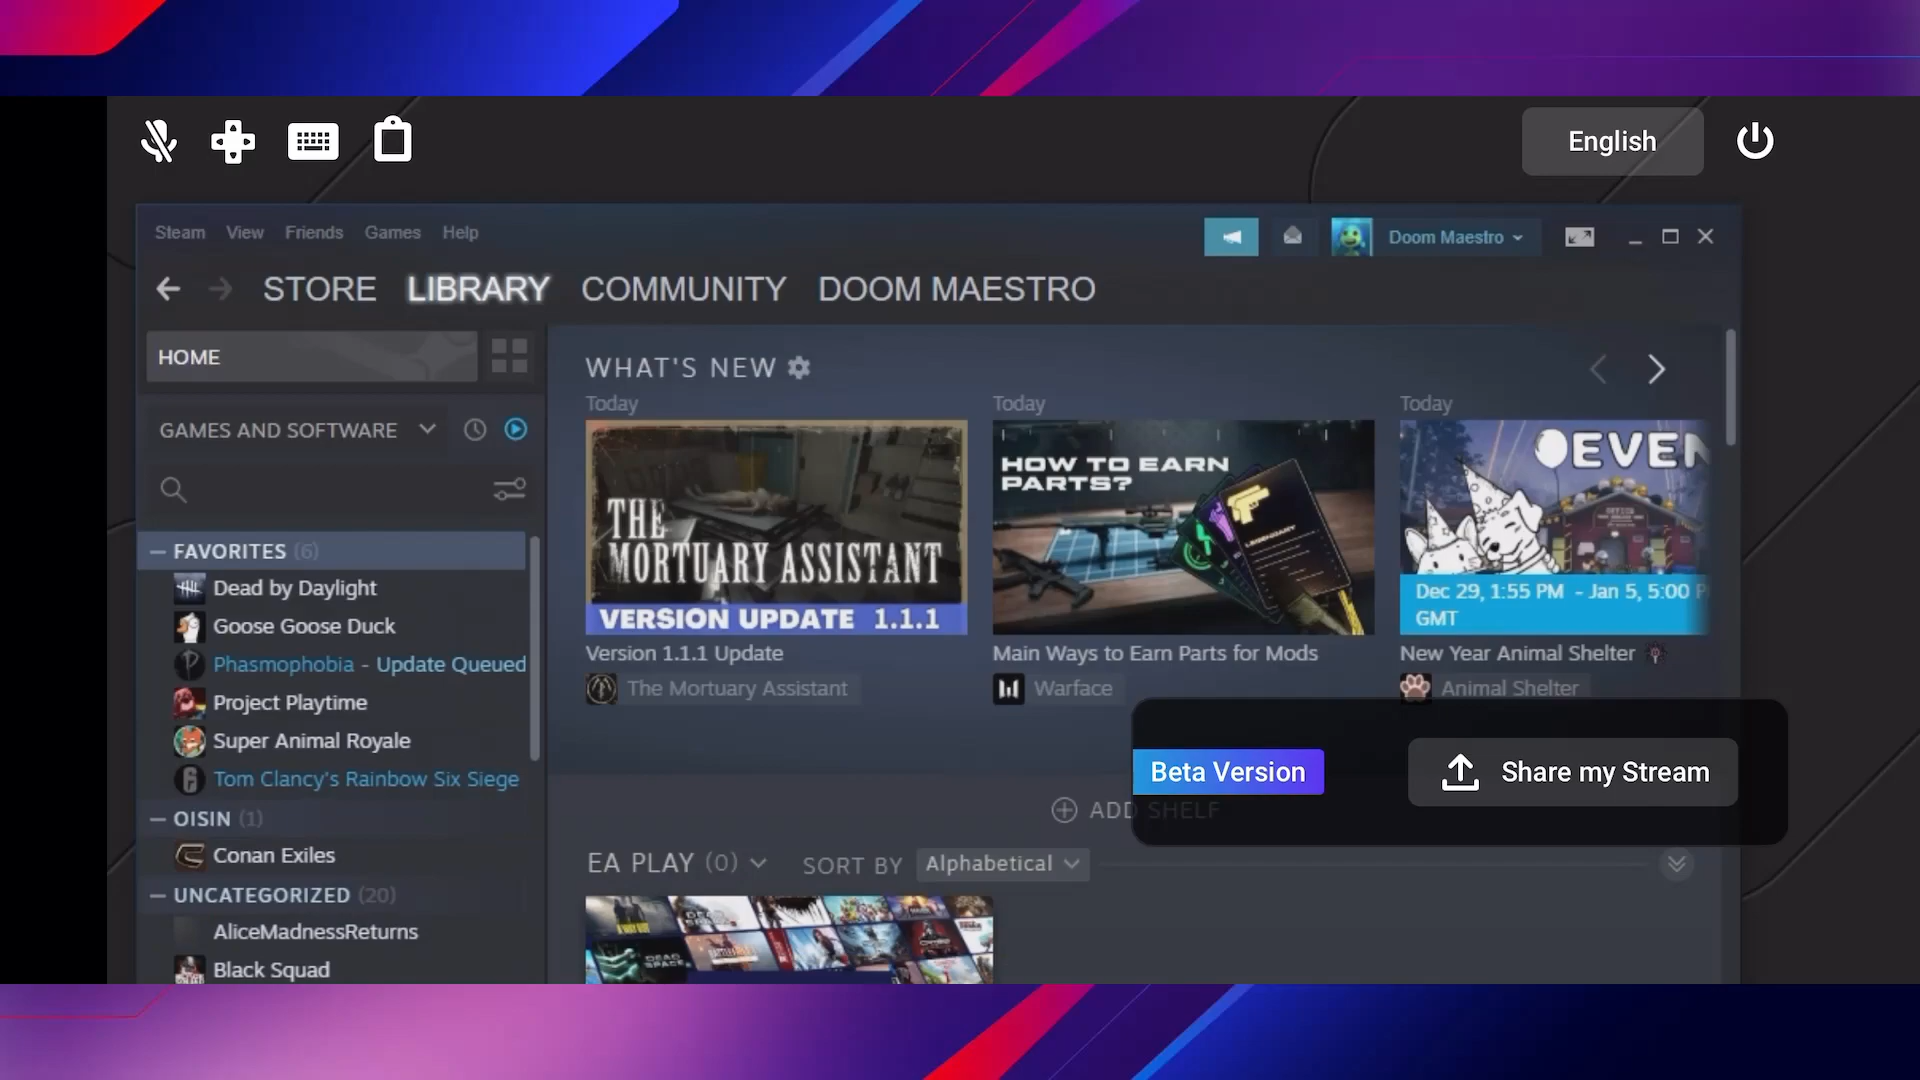 English
Steam View Friends Games Help
Doom Maestro
STORE LIBRARY COMMUNITY DOOM MAESTRO
HOME
GAMES AND SOFTWARE
FAVORITES (6)
Dead by Daylight
Goose Goose Duck
Phasmophobia - Update Queued
Project Playtime
Super Animal Royale
Tom Clancy's Rainbow Six Siege
OISIN (1)
Conan Exiles
UNCATEGORIZED (20)
AliceMadnessReturns
Black Squad
WHAT'S NEW
Today
THE
MORTUARY ASSISTANT
VERSION UPDATE 1.1.1
Version 1.1.1 Update
The Mortuary Assistant
Today
HOW TO EARN
PARTS?
LEGENDARY
Main Ways to Earn Parts for Mods
Warface
Today
EVEN
OFFICE
Dec 29, 1:55 PM - Jan 5, 5:00 P
GMT
New Year Animal Shelter
Animal Shelter
Beta Version
Share my Stream
ADD SHELF
EA PLAY (0)
SORT BY Alphabetical
DEAD SPACE